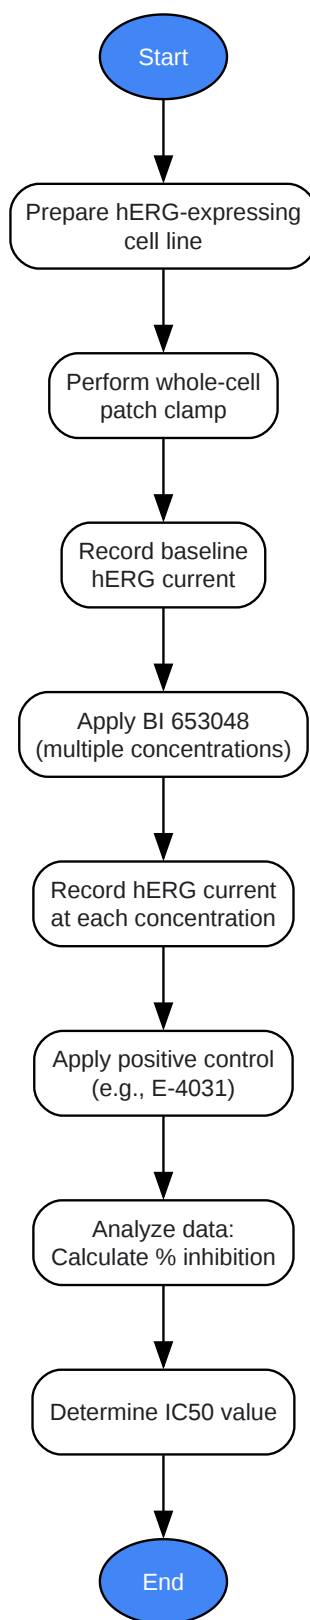 Start
Prepare hERG-expressing
cell line
Perform whole-cell
patch clamp
Record baseline
hERG current
Apply BI 653048
(multiple concentrations)
Record hERG current
at each concentration
Apply positive control
(e.g., E-4031)
Analyze data:
Calculate % inhibition
Determine IC50 value
End